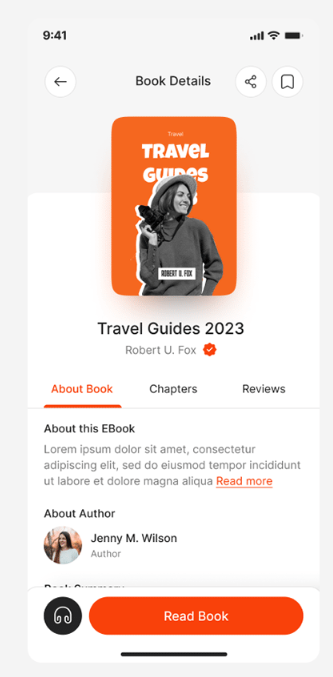 9:41
Book Details
Travel
TRAVEL
GUIDES
ROBERT U. FOX
Travel Guides 2023
Robert U. Fox
About Book Chapters Reviews
About this EBook
Lorem ipsum dolor sit amet, consectetur
adipiscing elit, sed do eiusmod tempor incididunt
ut labore et dolore magna aliqua Read more
About Author
Jenny M. Wilson
Author
Book Summary
Read Book